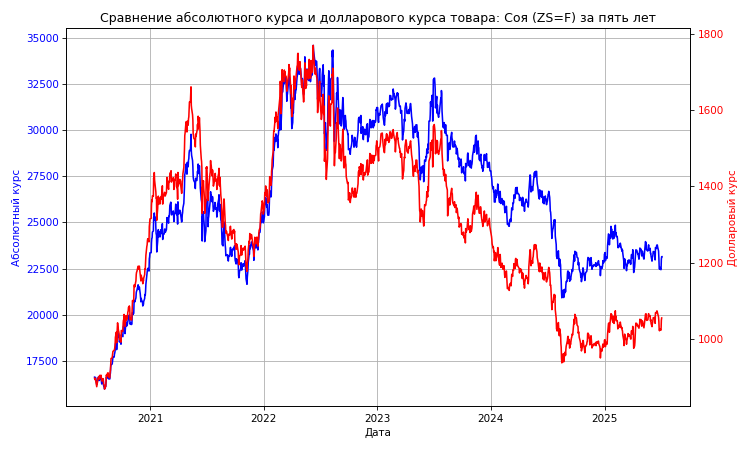 Сравнение абсолютного курса и долларового курса товара: Соя (ZS=F) за пять лет
35000
32500
30000
27500
25000
22500
20000
17500
Абсолютный курс
1800
1600
1400
1200
1000
Долларовый курс
2021 2022 2023 2024 2025
Дата